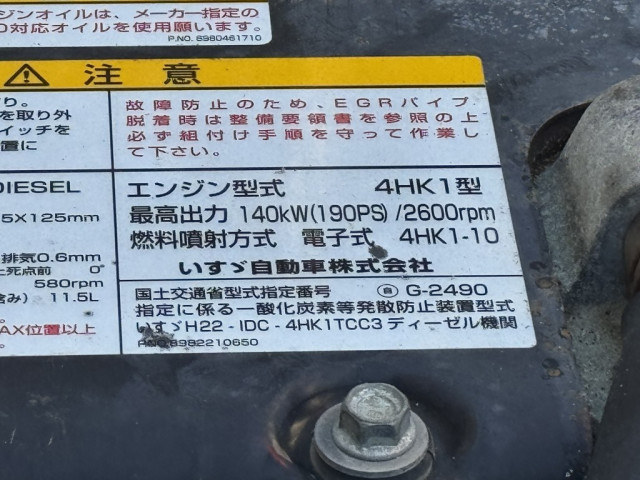 ジンオイルは、メーカー指定の
D対応オイルを使用願います。
P.NO. 8980461710
注 意
り。
を取り外
イッチを
置に
故障防止のため、EGRパイプ
脱着時は整備要領書を参照の上
必ず組付け手順を守って作業し
て下さい。
DIESEL
5X125mm
排気0.6mm
上死点前 0°
580rpm
含み) 11.5L
AX位置以上
エンジン型式 4HK1型
最高出力 140kW(190PS)/2600rpm
燃料噴射方式 電子式 4HK1-10
いすゞ自動車株式会社
国土交通省型式指定番号 自 G-2490
指定に係る一酸化炭素等発散防止装置型式
いすゞH22-IDC-4HK1TCC3 ディーゼル機関
P.NO.8982210650